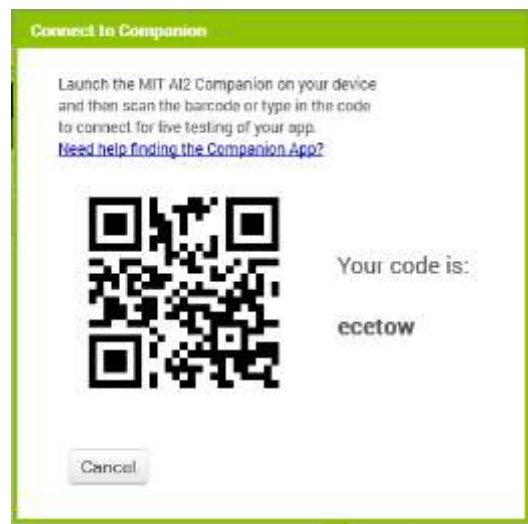 Connect to Companion
Launch the MIT AI2 Companion on your device
and then scan the barcode or type in the code
to connect for live testing of your app.
Need help finding the Companion App?
Your code is:
ecetow
Cancel